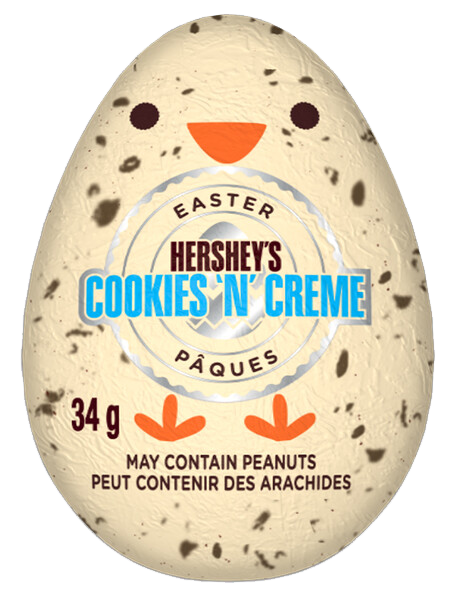 EASTER
HERSHEY'S
COOKIES 'N' CREME
PÂQUES
34 g
MAY CONTAIN PEANUTS
PEUT CONTENIR DES ARACHIDES